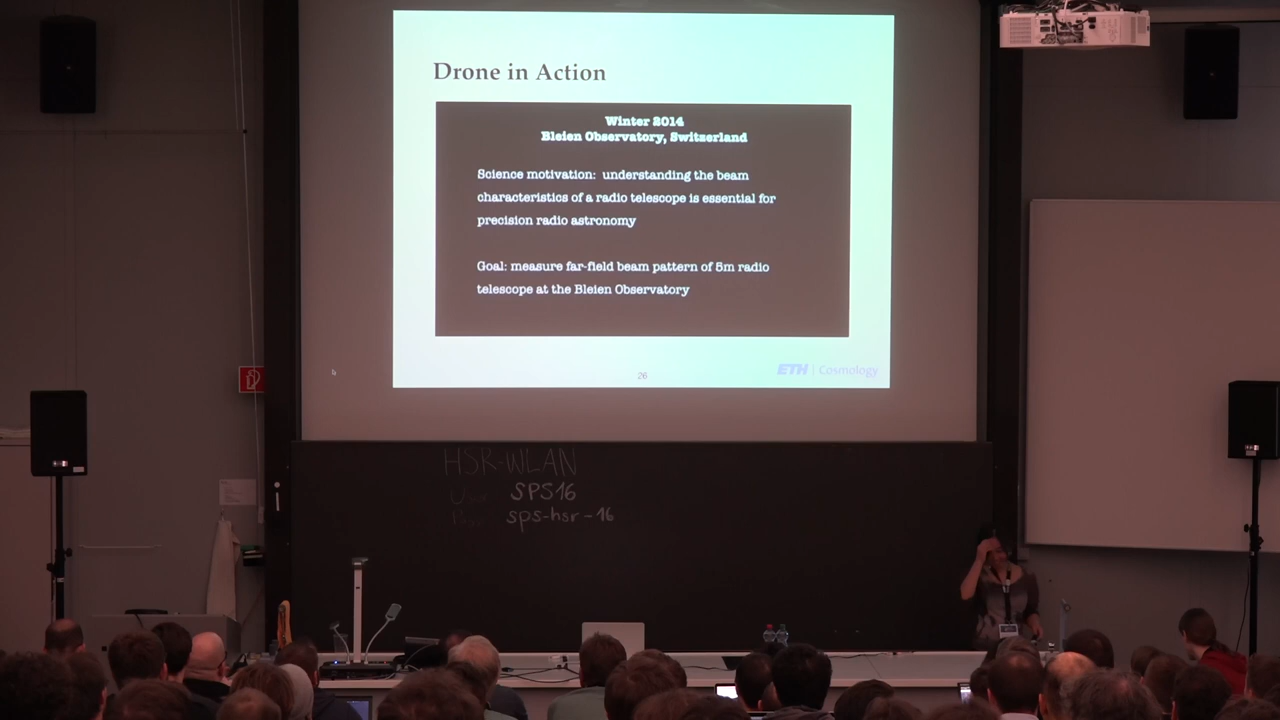 Drone in Action
Winter 2014
Bleien Observatory, Switzerland
Science motivation: understanding the beam
characteristics of a radio telescope is essential for
precision radio astronomy
Goal: measure far-field beam pattern of 5m radio
telescope at the Bleien Observatory
26
ETH | Cosmology
HSR-WLAN
SPS16
sps-hsr-16